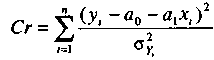 Cr = \sum_{i=1}^{n} \frac{(y_i - a_0 - a_1 x_i)^2}{\sigma_{Y_i}^2}